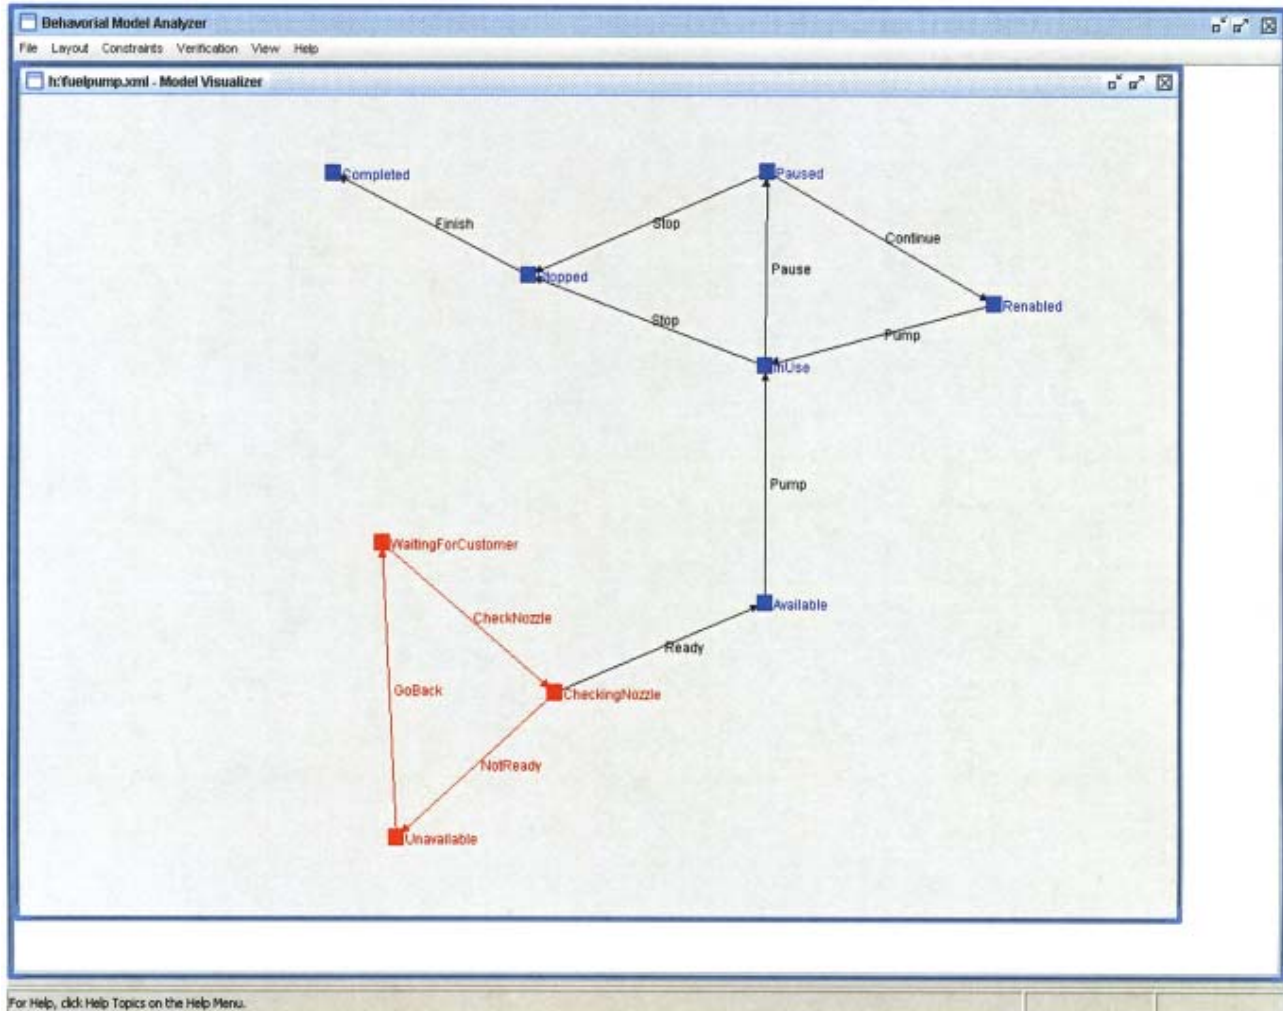 Behavorial Model Analyzer
File Layout Constraints Verification View Help
h:\fuelpump.xml - Model Visualizer
Completed
Paused
Finish
Stop
Continue
Pause
Stopped
Renabled
Stop
Pump
InUse
Pump
WaitingForCustomer
Available
CheckNozzle
Ready
GoBack
CheckingNozzle
NotReady
Unavailable
For Help, click Help Topics on the Help Menu.